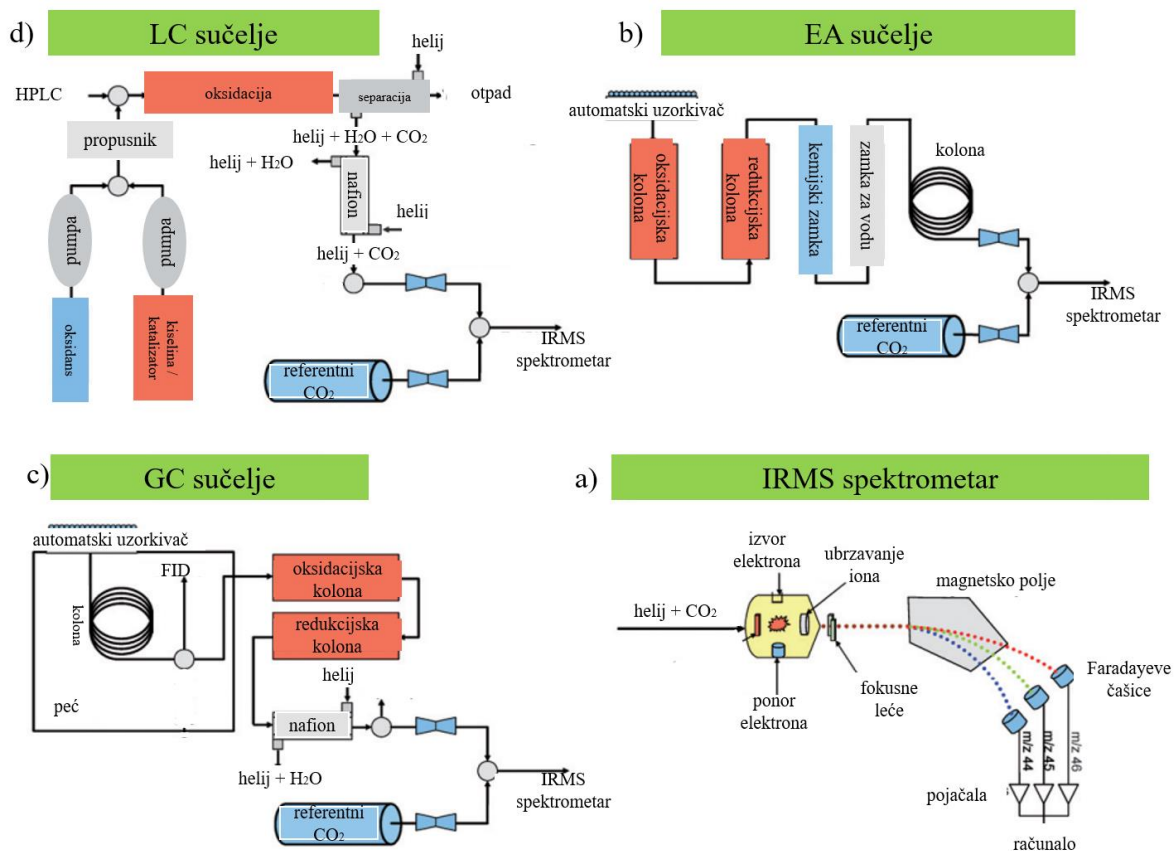 d)
LC sučelje
helij
HPLC
oksidacija
separacija
otpad
propusnik
helij + H2O + CO2
helij + H2O
nafion
helij
helij + CO2
pumpa
pumpa
oksidans
kiselina /
katalizator
IRMS
spektrometar
referentni
CO2
b)
EA sučelje
automatski uzorkivač
oksidacijska
kolona
redukcijska
kolona
kemijski zamka
zamka za vodu
kolona
IRMS
spektrometar
referentni
CO2
c)
GC sučelje
automatski uzorkivač
FID
kolona
peć
oksidacijska
kolona
redukcijska
kolona
helij
nafion
helij + H2O
IRMS
spektrometar
referentni
CO2
a)
IRMS spektrometar
izvor
elektrona
ubrzavanje
iona
magnetsko polje
helij + CO2
ponor
elektrona
fokusne
leće
Faradayeve
čašice
m/z 44
m/z 45
m/z 46
pojačala
računalo